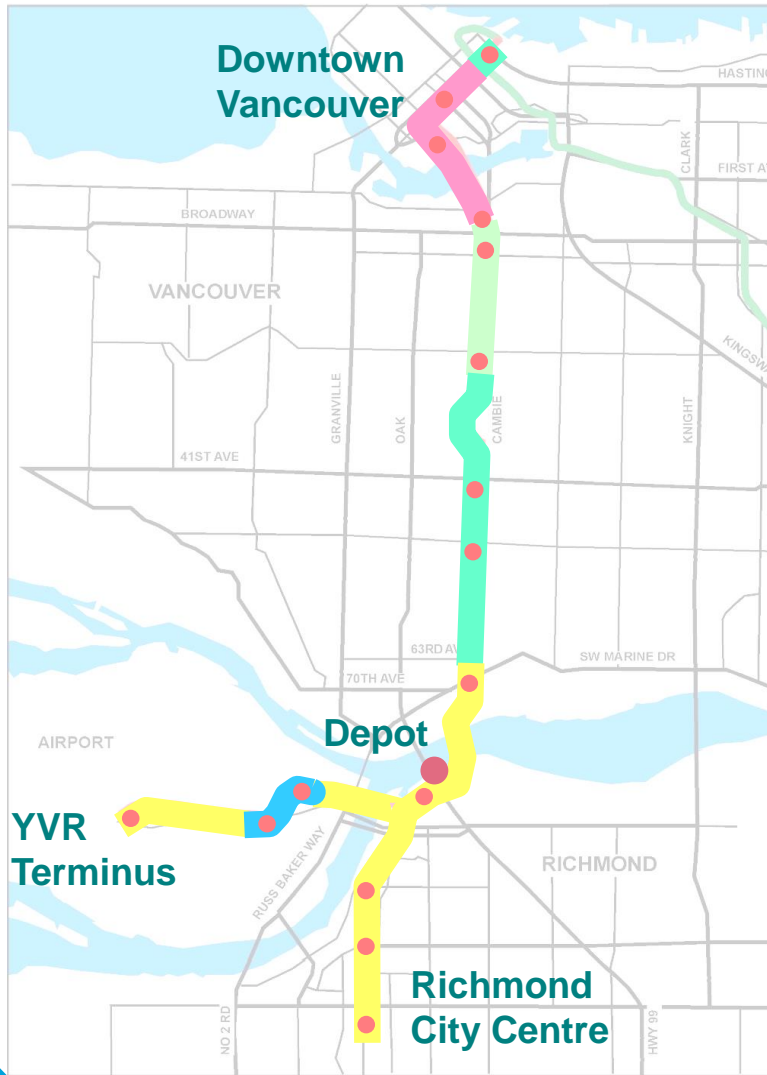 Downtown
Vancouver
HASTING
CLARK
FIRST AV
BROADWAY
VANCOUVER
KINGSWA
GRANVILLE
OAK
CAMBIE
KNIGHT
41ST AVE
63RD AV
SW MARINE DR
70TH AVE
Depot
AIRPORT
YVR
Terminus
RUSS BAKER WAY
RICHMOND
Richmond
City Centre
NO 2 RD
HWY 99